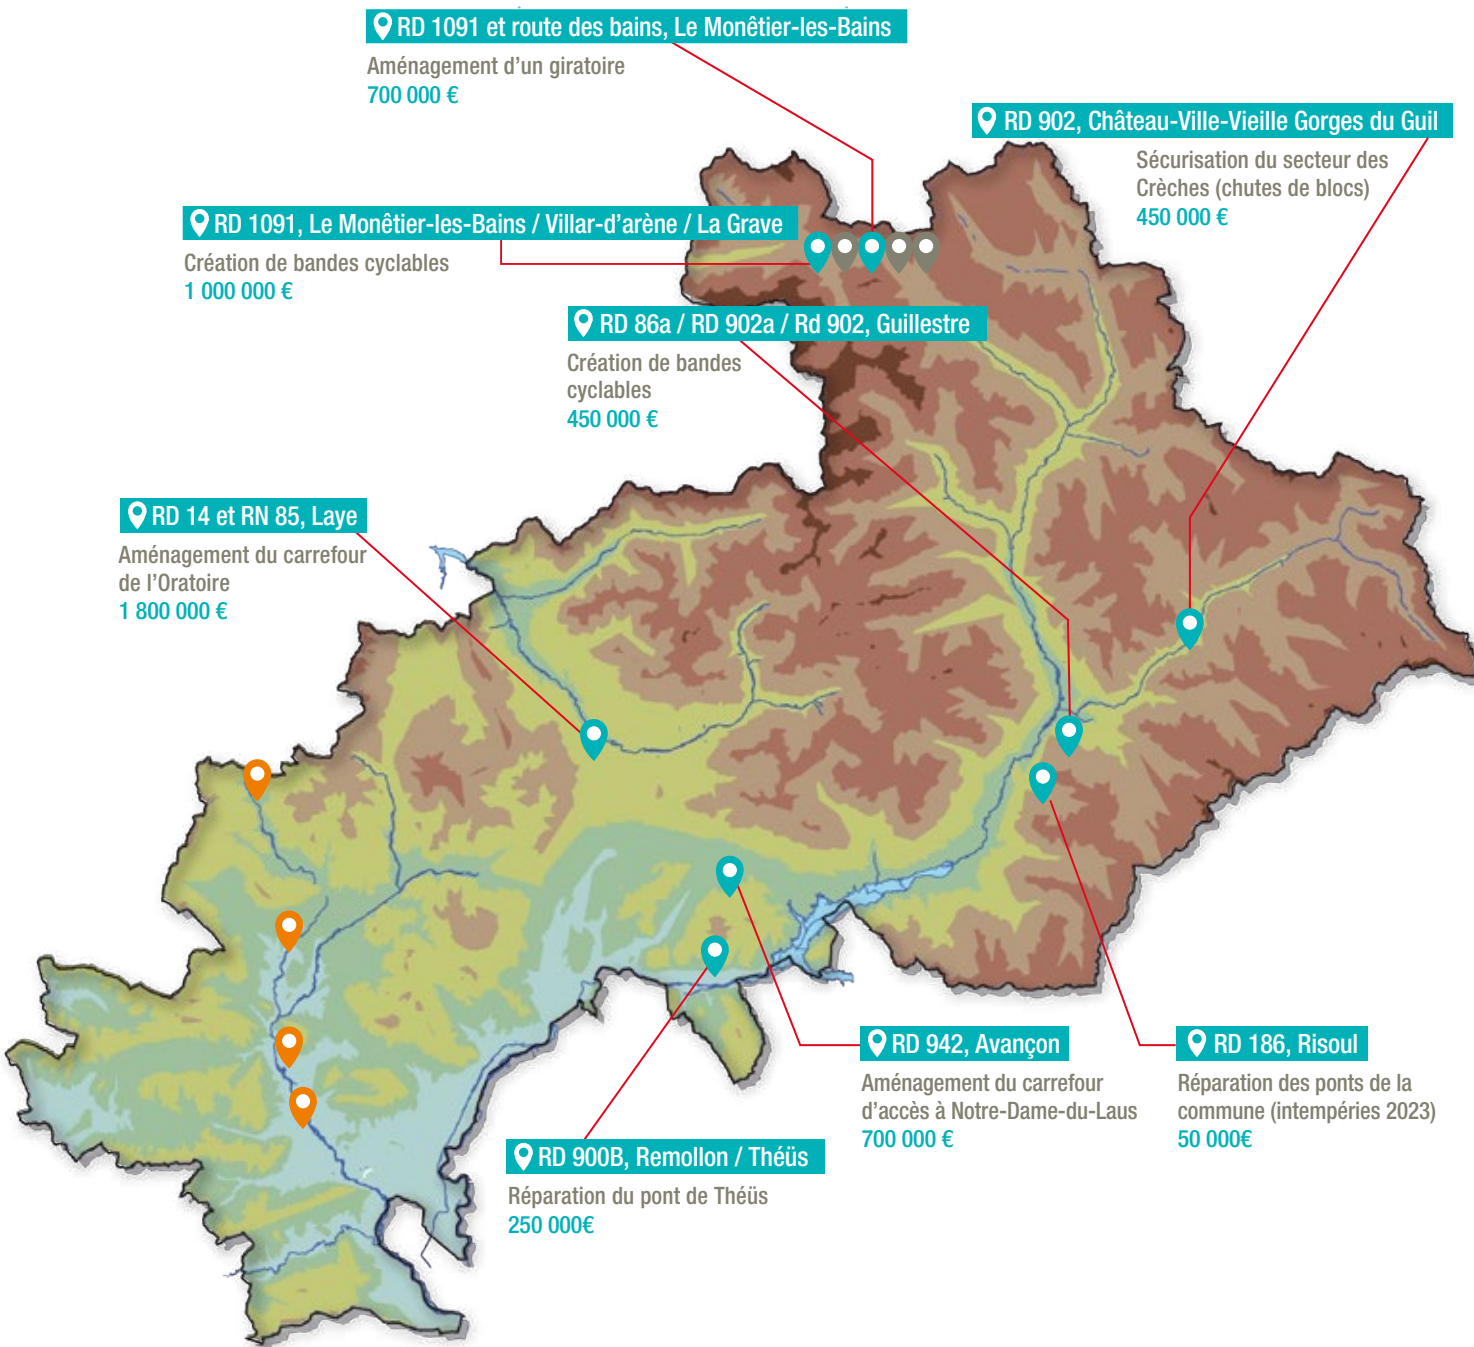 RD 1091 et route des bains, Le Monêtier-les-Bains
Aménagement d'un giratoire
700 000 €
RD 902, Château-Ville-Vieille Gorges du Guil
Sécurisation du secteur des
Crèches (chutes de blocs)
450 000 €
RD 1091, Le Monêtier-les-Bains / Villar-d'arène / La Grave
Création de bandes cyclables
1 000 000 €
RD 86a / RD 902a / Rd 902, Guillestre
Création de bandes
cyclables
450 000 €
RD 14 et RN 85, Laye
Aménagement du carrefour
de l'Oratoire
1 800 000 €
RD 942, Avançon
Aménagement du carrefour
d'accès à Notre-Dame-du-Laus
700 000 €
RD 186, Risoul
Réparation des ponts de la
commune (intempéries 2023)
50 000€
RD 900B, Remollon / Théüs
Réparation du pont de Théüs
250 000€